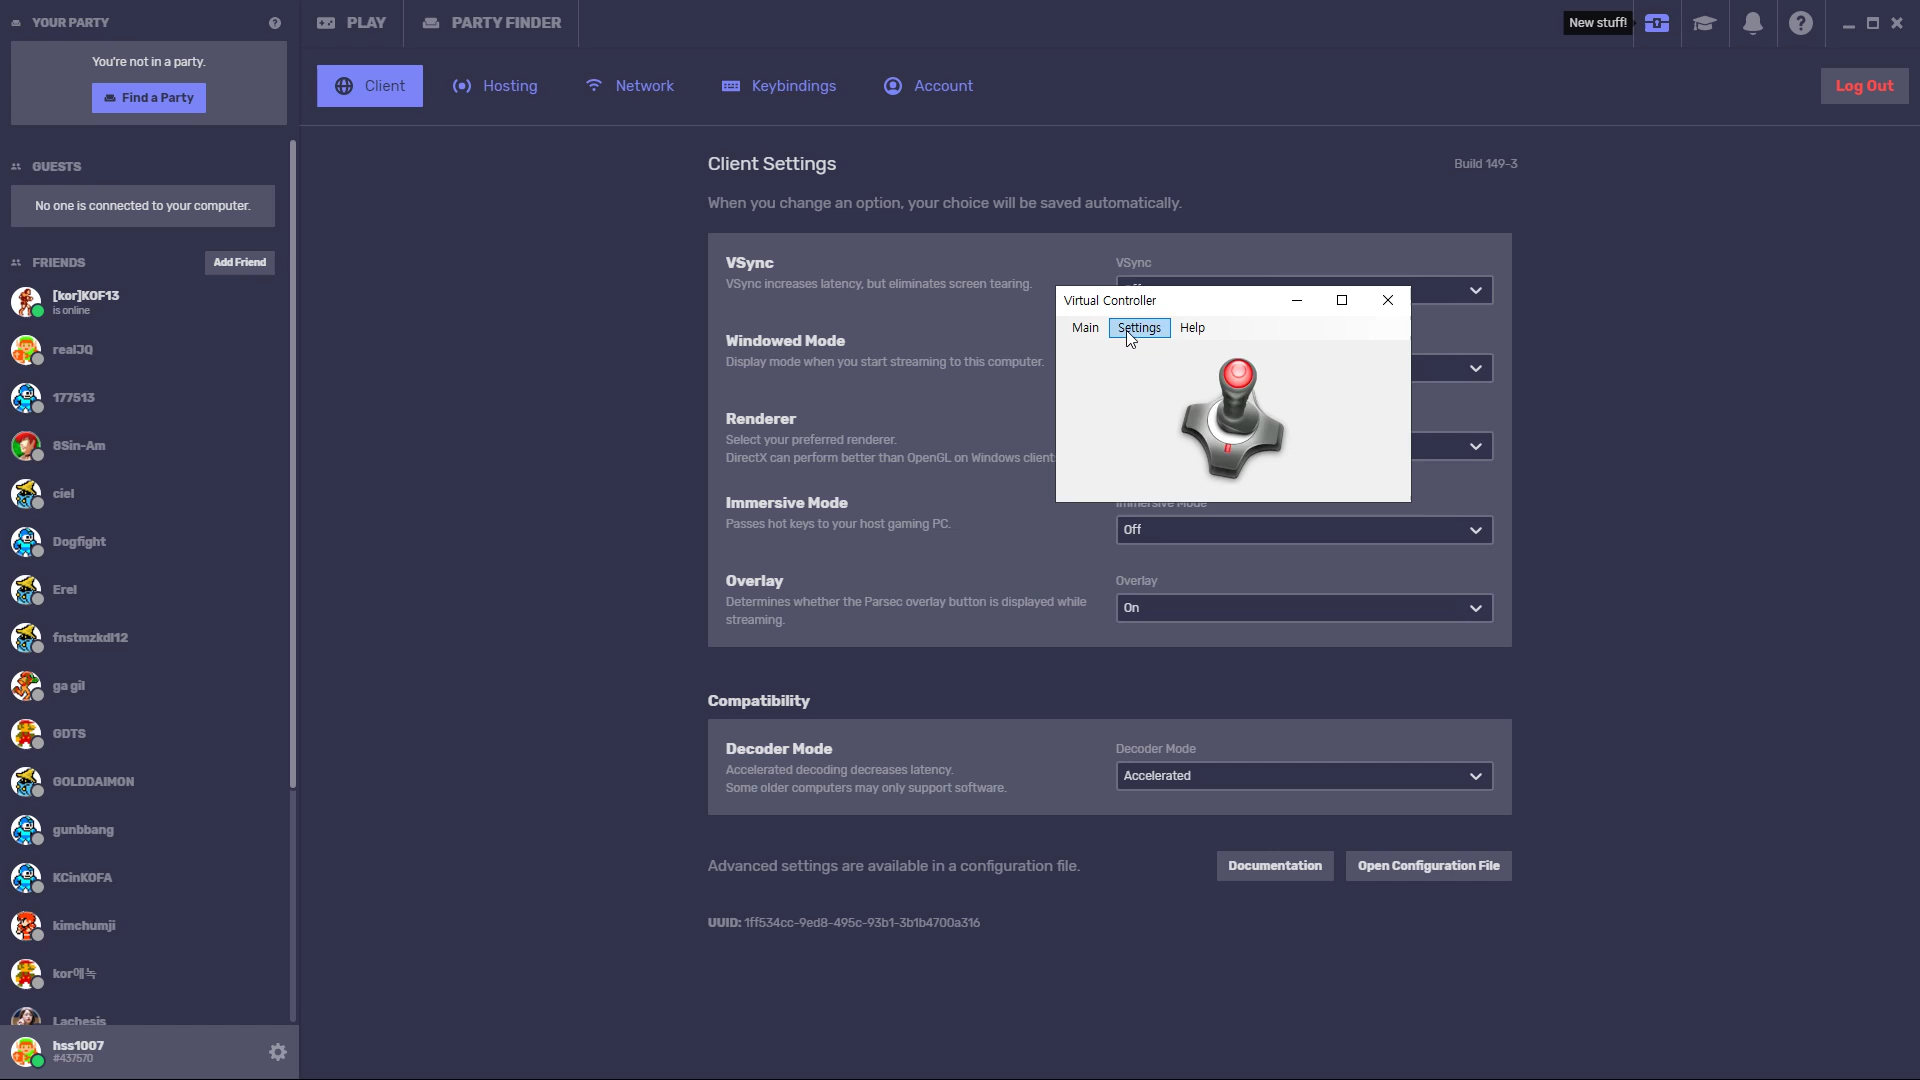 YOUR PARTY
You're not in a party.
Find a Party
GUESTS
No one is connected to your computer.
FRIENDS
Add Friend
[kor]KOF13
is online
realJQ
177513
8Sin-Am
ciel
Dogfight
Erel
fnstmzkdl12
ga gil
GDTS
GOLDDAIMON
gunbbang
KCinKOFA
kimchumji
kor에녹
Lachesis
hss1007
#437570
PLAY
PARTY FINDER
New stuff!
Client
Hosting
Network
Keybindings
Account
Log Out
Client Settings
Build 149-3
When you change an option, your choice will be saved automatically.
VSync
VSync increases latency, but eliminates screen tearing.
VSync
Virtual Controller
Main
Settings
Help
Windowed Mode
Display mode when you start streaming to this computer.
Renderer
Select your preferred renderer.
DirectX can perform better than OpenGL on Windows client
Immersive Mode
Passes hot keys to your host gaming PC.
Immersive Mode
Off
Overlay
Determines whether the Parsec overlay button is displayed while
streaming.
Overlay
On
Compatibility
Decoder Mode
Accelerated decoding decreases latency.
Some older computers may only support software.
Decoder Mode
Accelerated
Advanced settings are available in a configuration file.
Documentation
Open Configuration File
UUID: 1ff534cc-9ed8-495c-93b1-3b1b4700a316